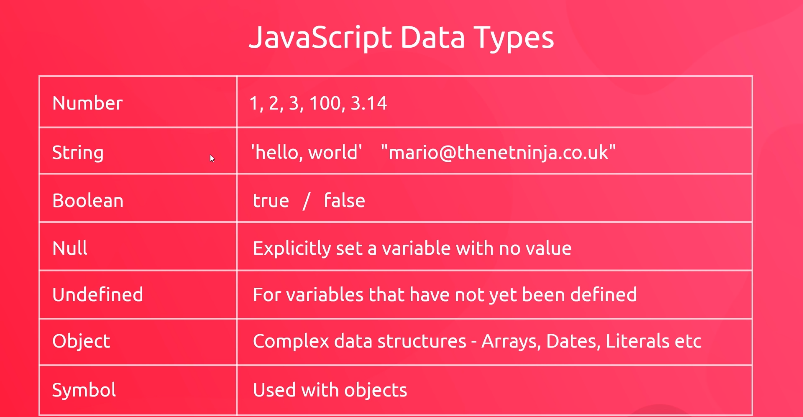 JavaScript Data Types
Number 1, 2, 3, 100, 3.14
String 'hello, world' "mario@thenetninja.co.uk"
Boolean true / false
Null Explicitly set a variable with no value
Undefined For variables that have not yet been defined
Object Complex data structures - Arrays, Dates, Literals etc
Symbol Used with objects